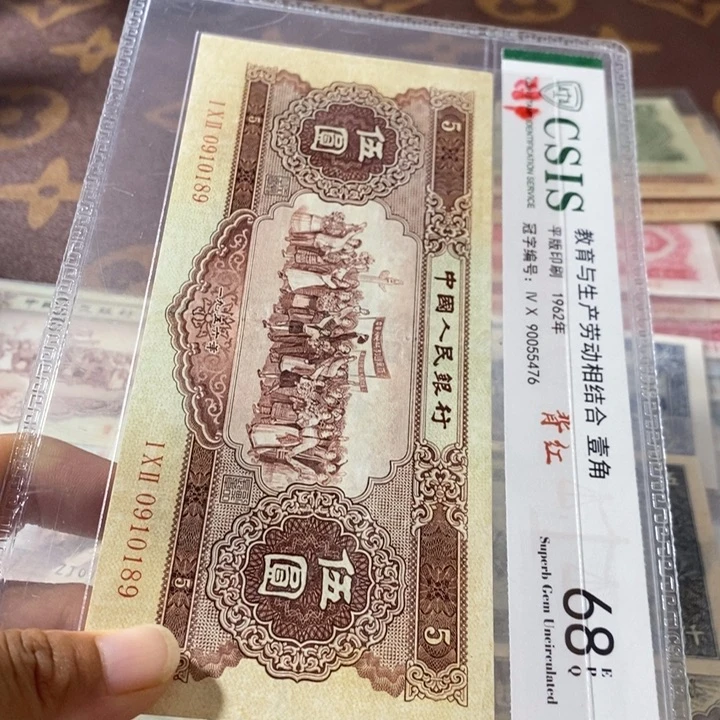 CSIS
IDENTIFICATION SERVICE
教育与生产劳动相结合 壹角
平版印刷 1962年
冠字编号: IV X 90055476
背红
68
E
P
Q
Superb Gem Uncirculated
中國人民銀行
伍圓
伍圓
5
5
5
5
IXII 0910189
IXII 0910189
一九五六年